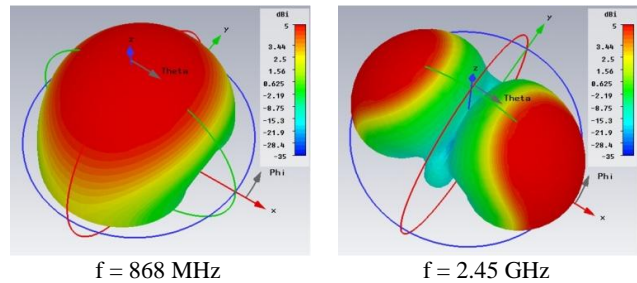 dBi
5
3.44
2.5
1.56
0.625
-2.19
-8.75
-15.3
-21.9
-28.4
-35
y
z
Theta
Phi
x
dBi
5
3.44
2.5
1.56
0.625
-2.19
-8.75
-15.3
-21.9
-28.4
-35
y
z
Theta
Phi
x
f = 868 MHz
f = 2.45 GHz